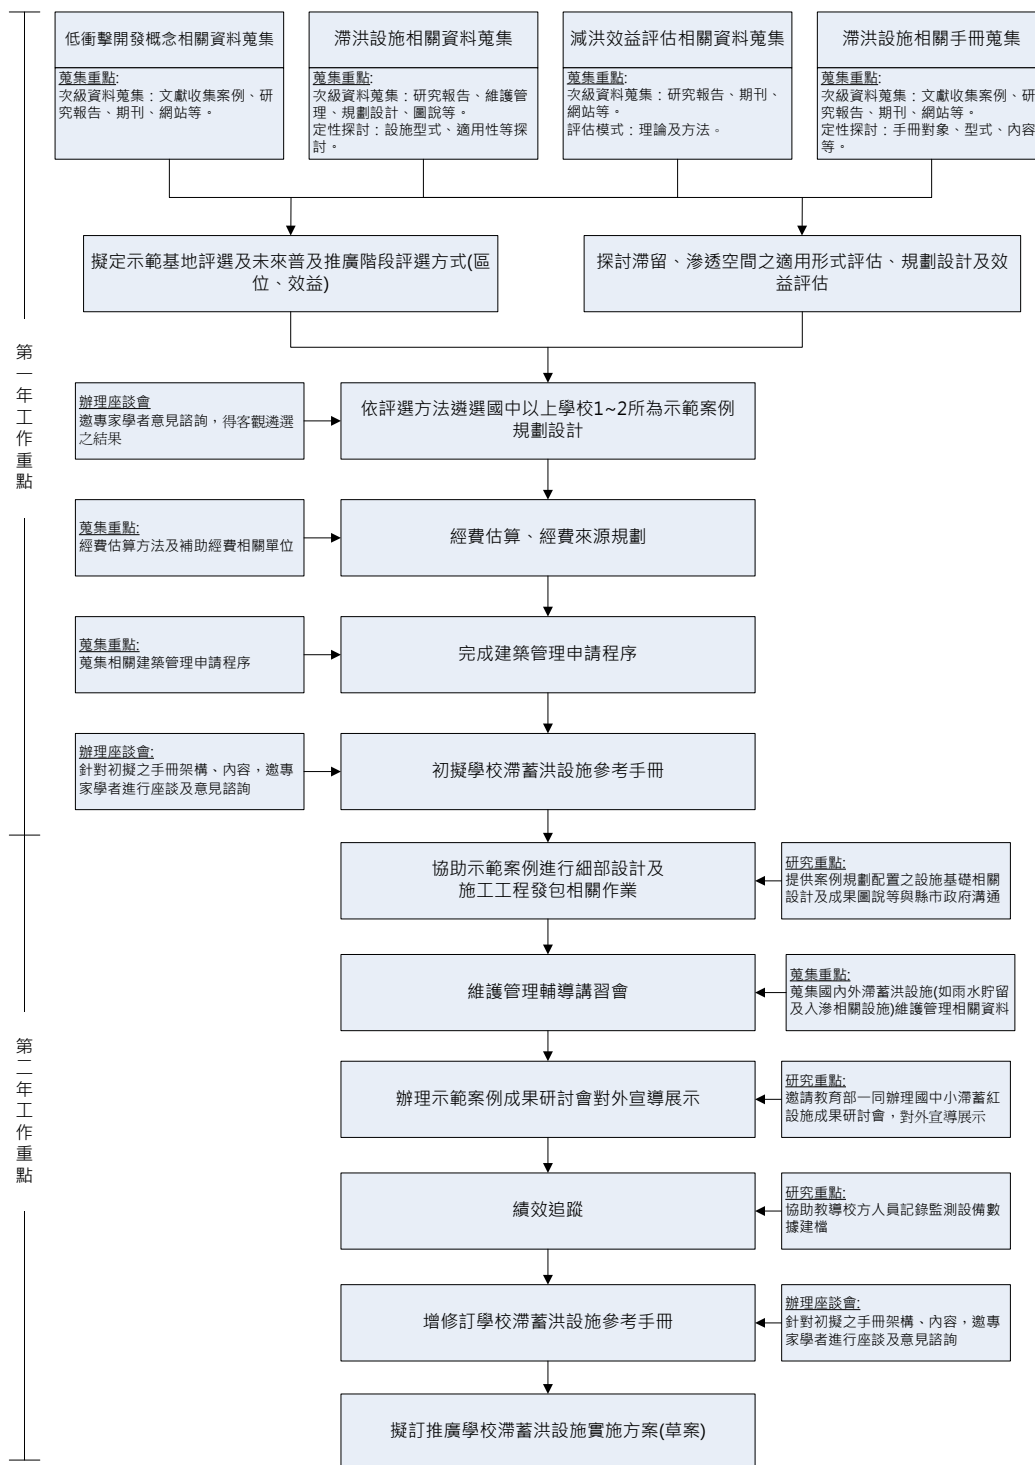 低衝擊開發概念相關資料蒐集
蒐集重點:
次級資料蒐集：文獻收集案例、研
究報告、期刊、網站等。
滯洪設施相關資料蒐集
蒐集重點:
次級資料蒐集：研究報告、維護管
理、規劃設計、圖說等。
定性探討：設施型式、適用性等探
討。
減洪效益評估相關資料蒐集
蒐集重點:
次級資料蒐集：研究報告、期刊、
網站等。
評估模式：理論及方法。
滯洪設施相關手冊蒐集
蒐集重點:
次級資料蒐集：文獻收集案例、研
究報告、期刊、網站等。
定性探討：手冊對象、型式、內容
等。
擬定示範基地評選及未來普及推廣階段評選方式(區
位、效益)
探討滯留、滲透空間之適用形式評估、規劃設計及效
益評估
第一年工作重點
辦理座談會
邀專家學者意見諮詢，得客觀遴選
之結果
依評選方法遴選國中以上學校1~2所為示範案例
規劃設計
蒐集重點:
經費估算方法及補助經費相關單位
經費估算、經費來源規劃
蒐集重點:
蒐集相關建築管理申請程序
完成建築管理申請程序
辦理座談會:
針對初擬之手冊架構、內容，邀專
家學者進行座談及意見諮詢
初擬學校滯蓄洪設施參考手冊
第二年工作重點
協助示範案例進行細部設計及
施工工程發包相關作業
研究重點:
提供案例規劃配置之設施基礎相關
設計及成果圖說等與縣市政府溝通
維護管理輔導講習會
蒐集重點:
蒐集國內外滯蓄洪設施(如雨水貯留
及入滲相關設施)維護管理相關資料
辦理示範案例成果研討會對外宣導展示
研究重點:
邀請教育部一同辦理國中小滯蓄紅
設施成果研討會，對外宣導展示
績效追蹤
研究重點:
協助教導校方人員記錄監測設備數
據建檔
增修訂學校滯蓄洪設施參考手冊
辦理座談會:
針對初擬之手冊架構、內容，邀專
家學者進行座談及意見諮詢
擬訂推廣學校滯蓄洪設施實施方案(草案)